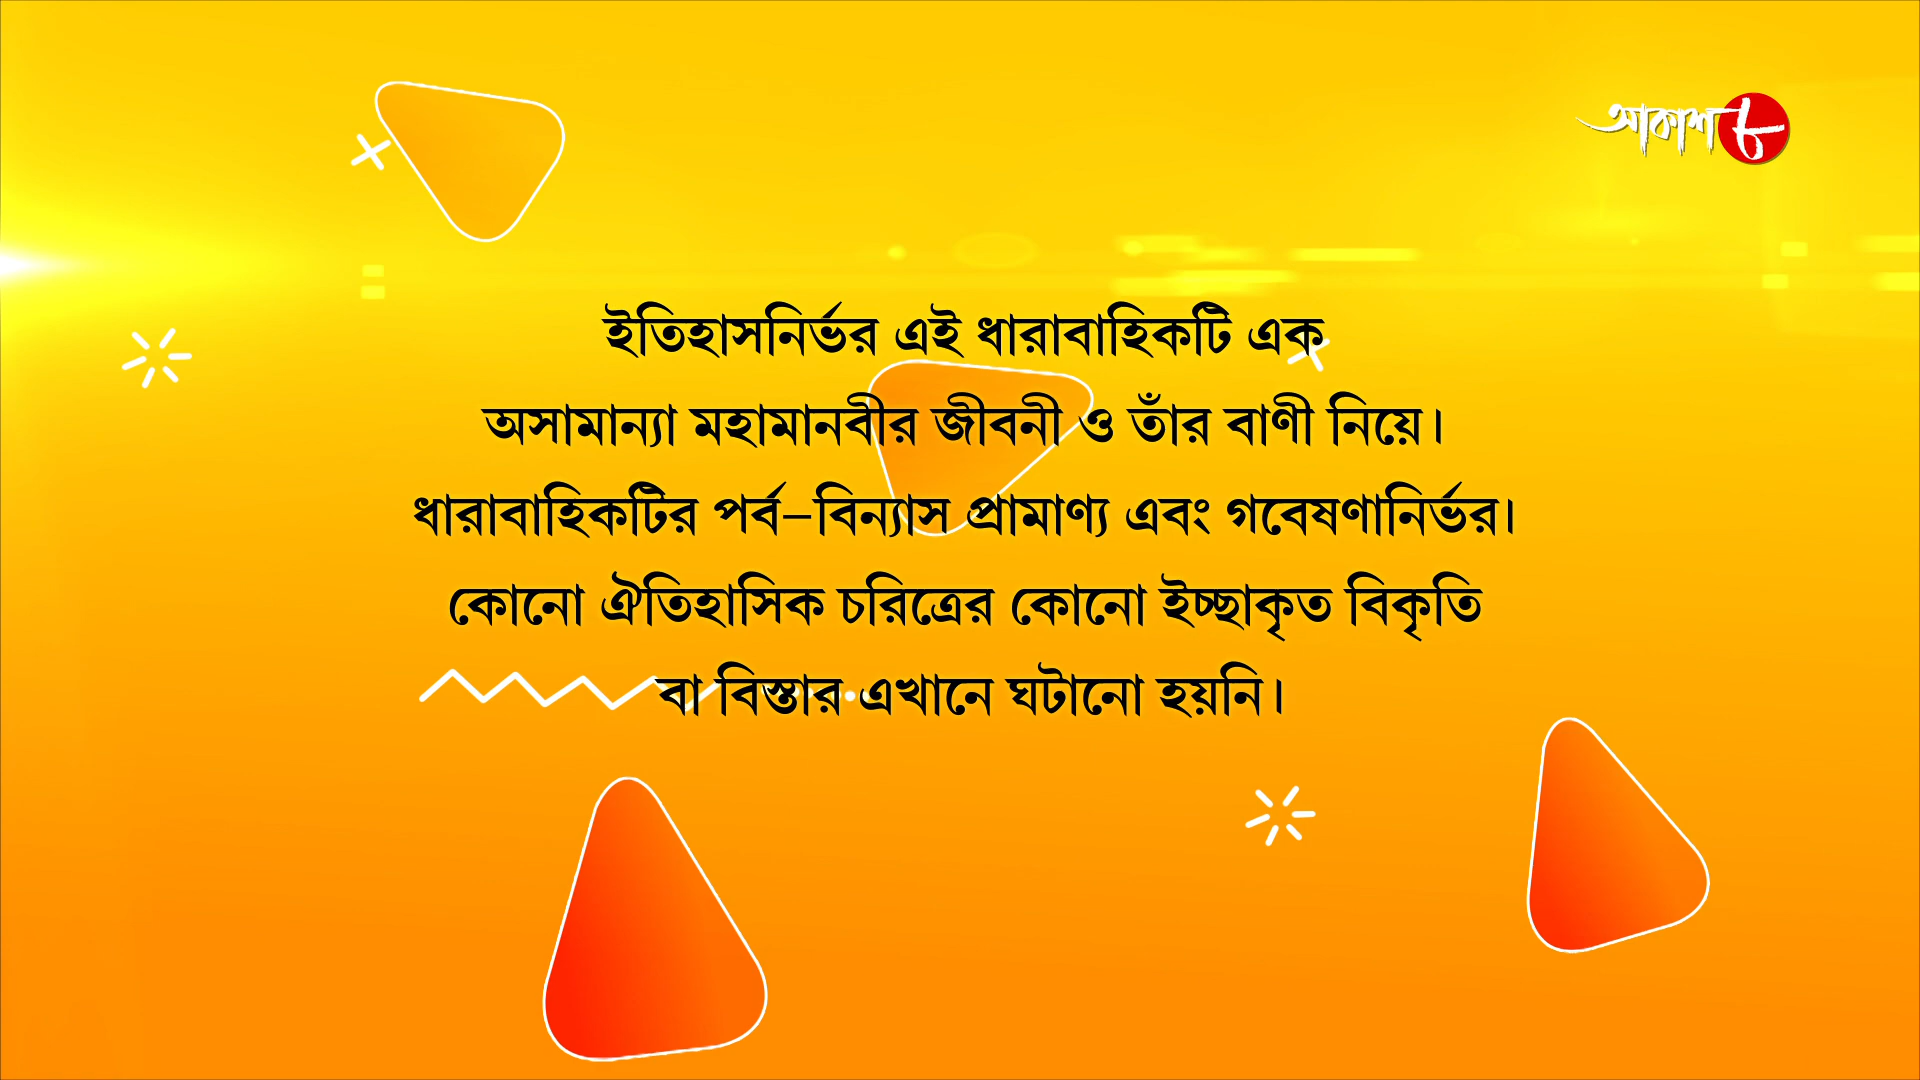 আকাশ ৮
ইতিহাসনির্ভর এই ধারাবাহিকটি এক
অসামান্যা মহামানবীর জীবনী ও তাঁর বাণী নিয়ে।
ধারাবাহিকটির পর্ব–বিন্যাস প্রামাণ্য এবং গবেষণানির্ভর।
কোনো ঐতিহাসিক চরিত্রের কোনো ইচ্ছাকৃত বিকৃতি
বা বিস্তার এখানে ঘটানো হয়নি।